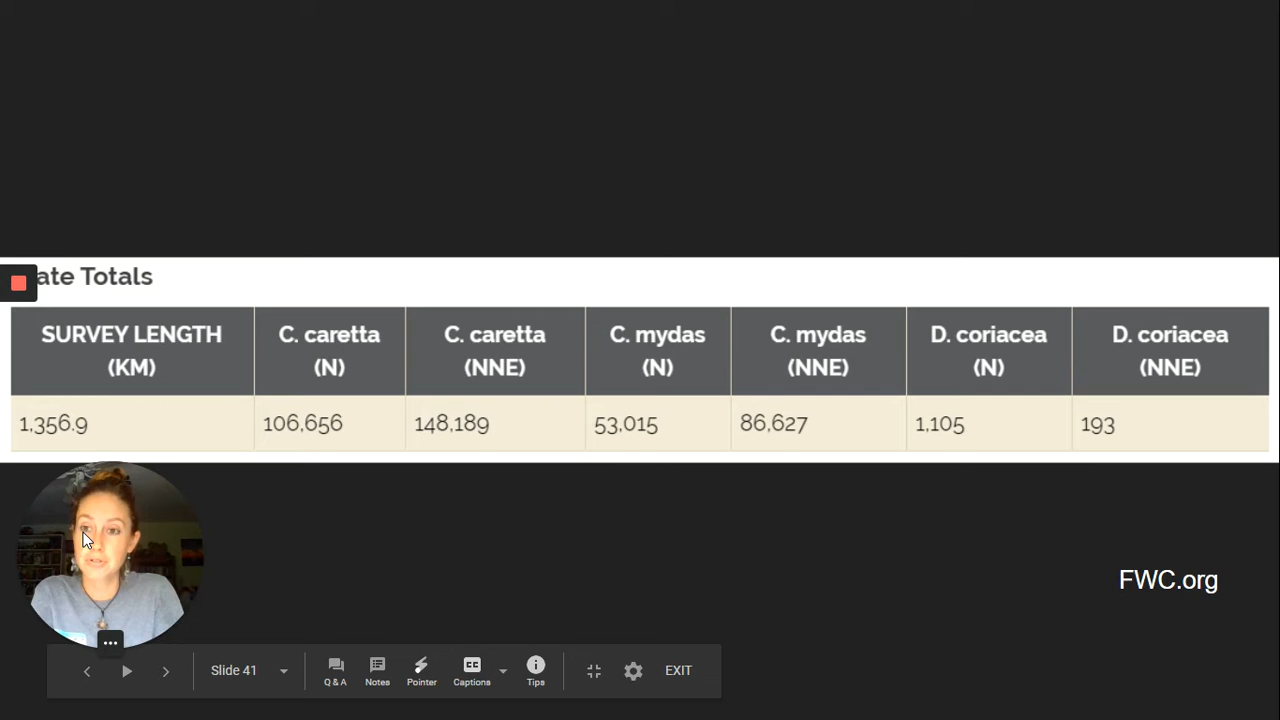 ate Totals
SURVEY LENGTH (KM) C. caretta (N) C. caretta (NNE) C. mydas (N) C. mydas (NNE) D. coriacea (N) D. coriacea (NNE)
1,356.9 106,656 148,189 53,015 86,627 1,105 193
FWC.org
Slide 41 Q & A Notes Pointer Captions Tips EXIT